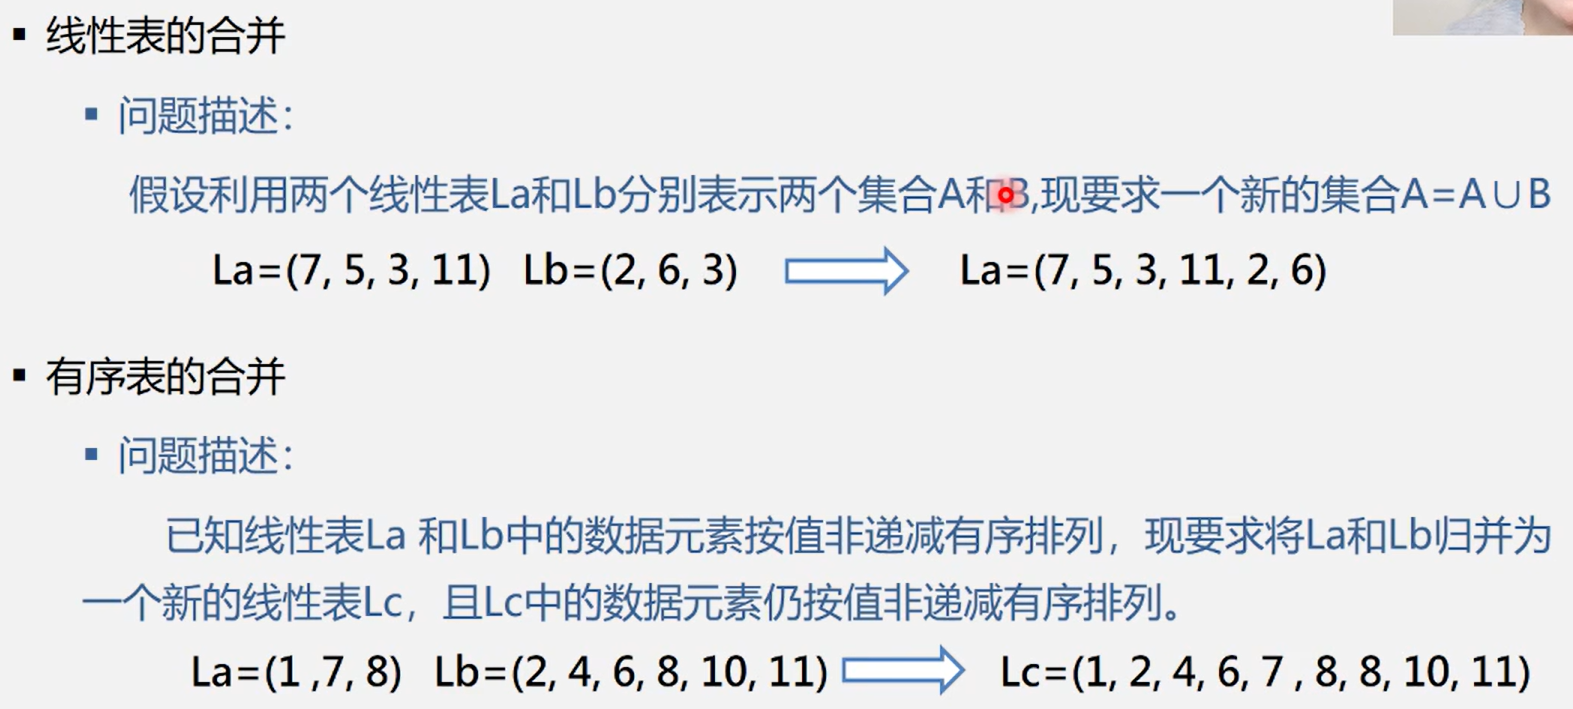 线性表的合并
问题描述：
假设利用两个线性表La和Lb分别表示两个集合A和B,现要求一个新的集合A=A∪B
La=(7, 5, 3, 11) Lb=(2, 6, 3) La=(7, 5, 3, 11, 2, 6)
有序表的合并
问题描述：
已知线性表La 和Lb中的数据元素按值非递减有序排列，现要求将La和Lb归并为
一个新的线性表Lc，且Lc中的数据元素仍按值非递减有序排列。
La=(1 ,7, 8) Lb=(2, 4, 6, 8, 10, 11) Lc=(1, 2, 4, 6, 7 , 8, 8, 10, 11)